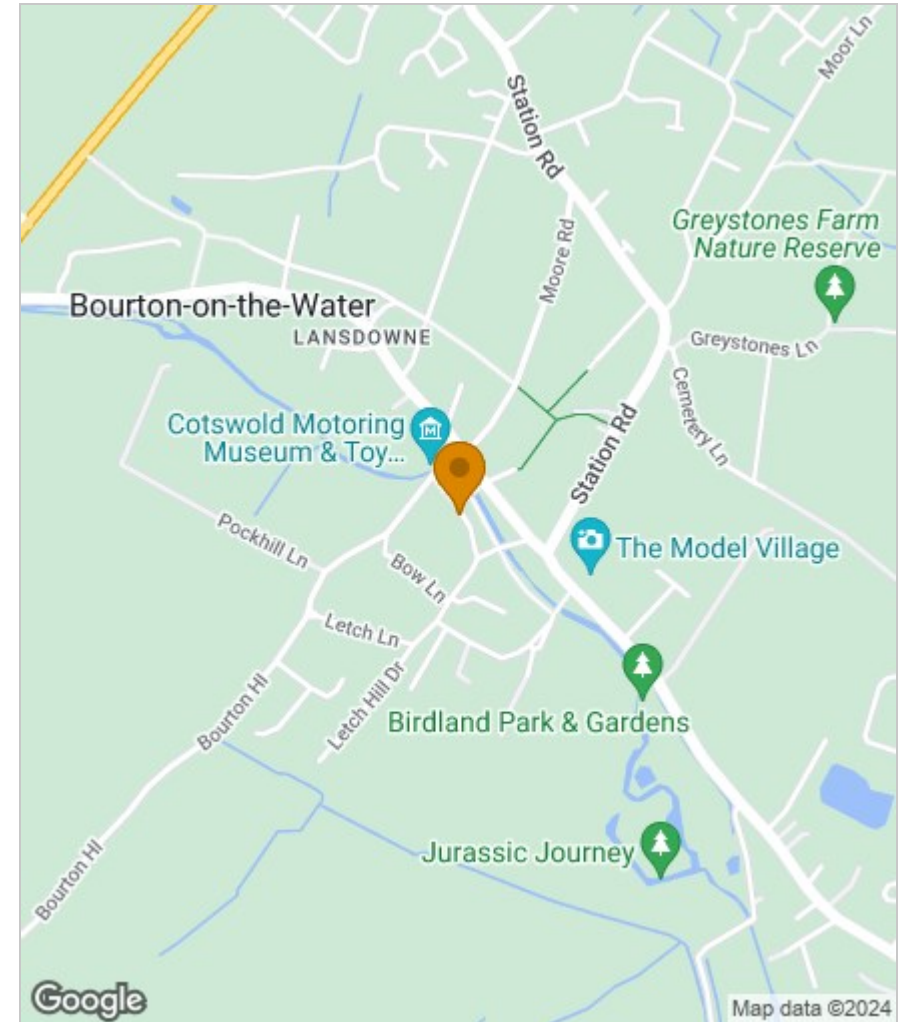 Station Rd
Moor Ln
Greystones Farm
Nature Reserve
Moore Rd
Bourton-on-the-Water
LANSDOWNE
Greystones Ln
Cemetery Ln
Cotswold Motoring
Museum & Toy...
Station Rd
Pockhill Ln
The Model Village
Bow Ln
Letch Ln
Letch Hill Dr
Bourton Hl
Birdland Park & Gardens
Jurassic Journey
Bourton Hl
Google
Map data ©2024